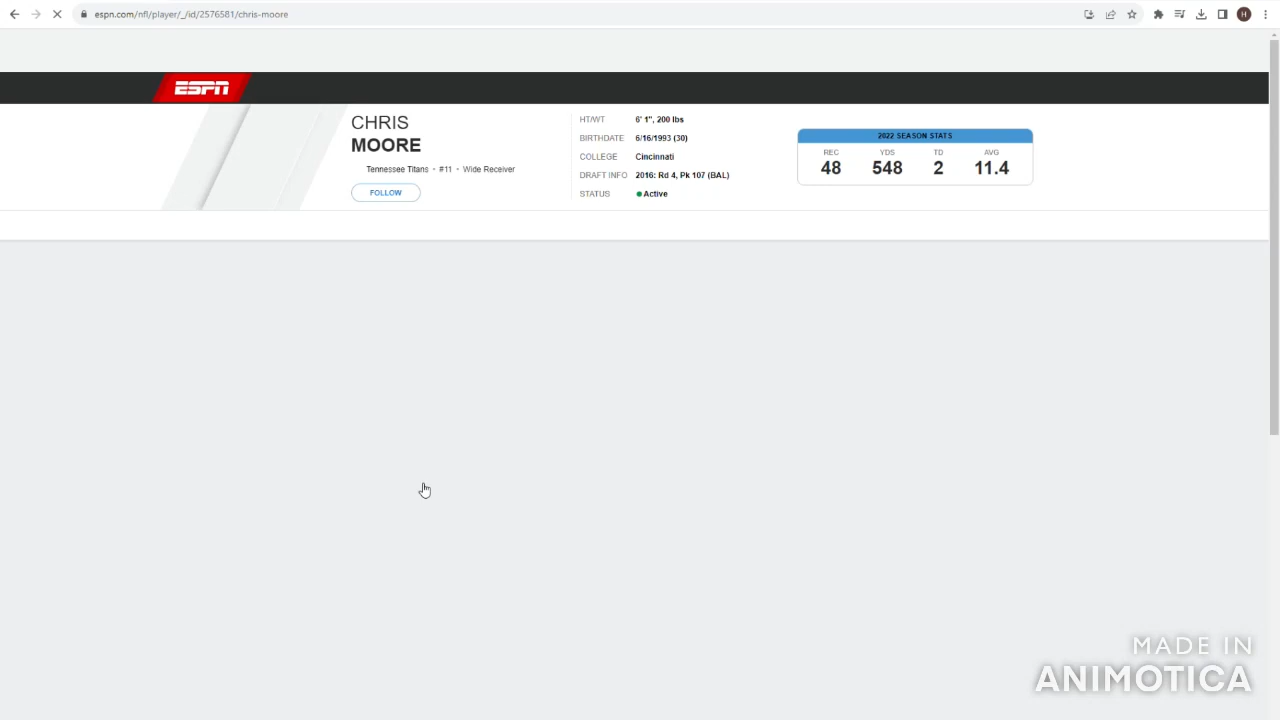 espn.com/nfl/player/_/id/2576581/chris-moore
H
ESPN
CHRIS
MOORE
Tennessee Titans • #11 • Wide Receiver
FOLLOW
HT/WT 6' 1", 200 lbs
BIRTHDATE 6/16/1993 (30)
COLLEGE Cincinnati
DRAFT INFO 2016: Rd 4, Pk 107 (BAL)
STATUS Active
2022 SEASON STATS
REC YDS TD AVG
48 548 2 11.4
MADE IN
ANIMOTICA